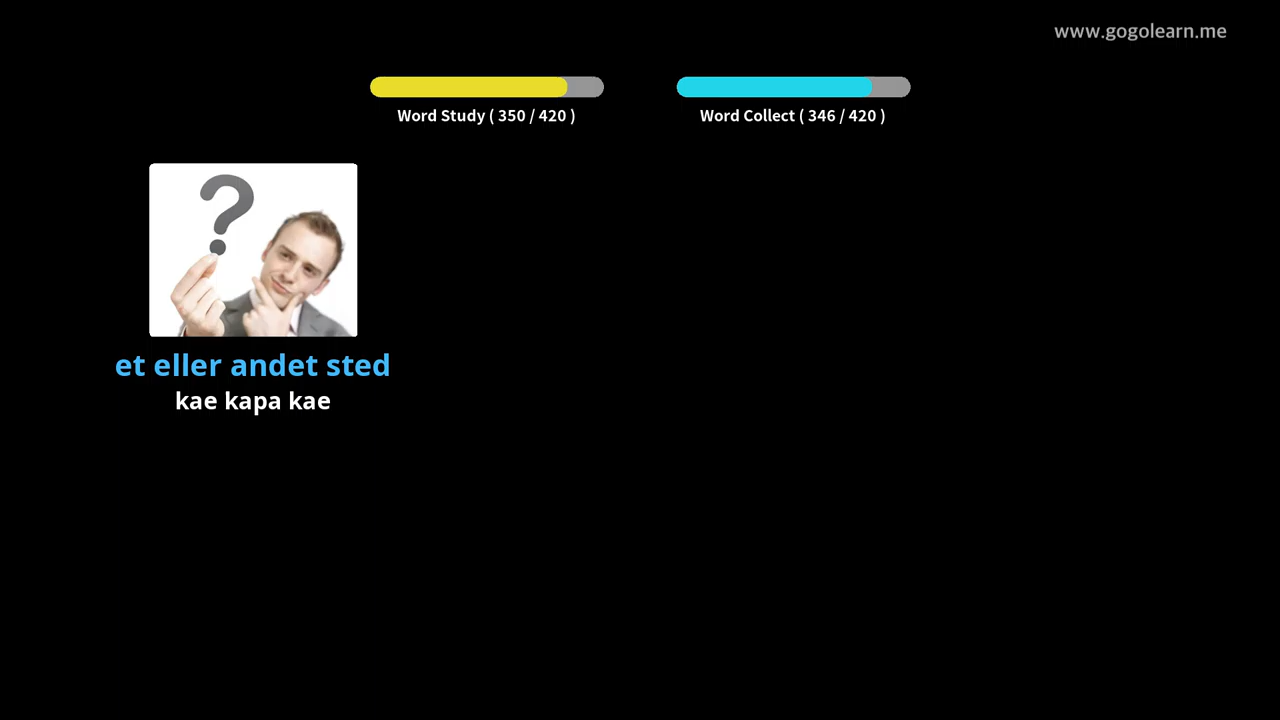 www.gogolearn.me
Word Study ( 350 / 420 )
Word Collect ( 346 / 420 )
?
et eller andet sted
kae kapa kae